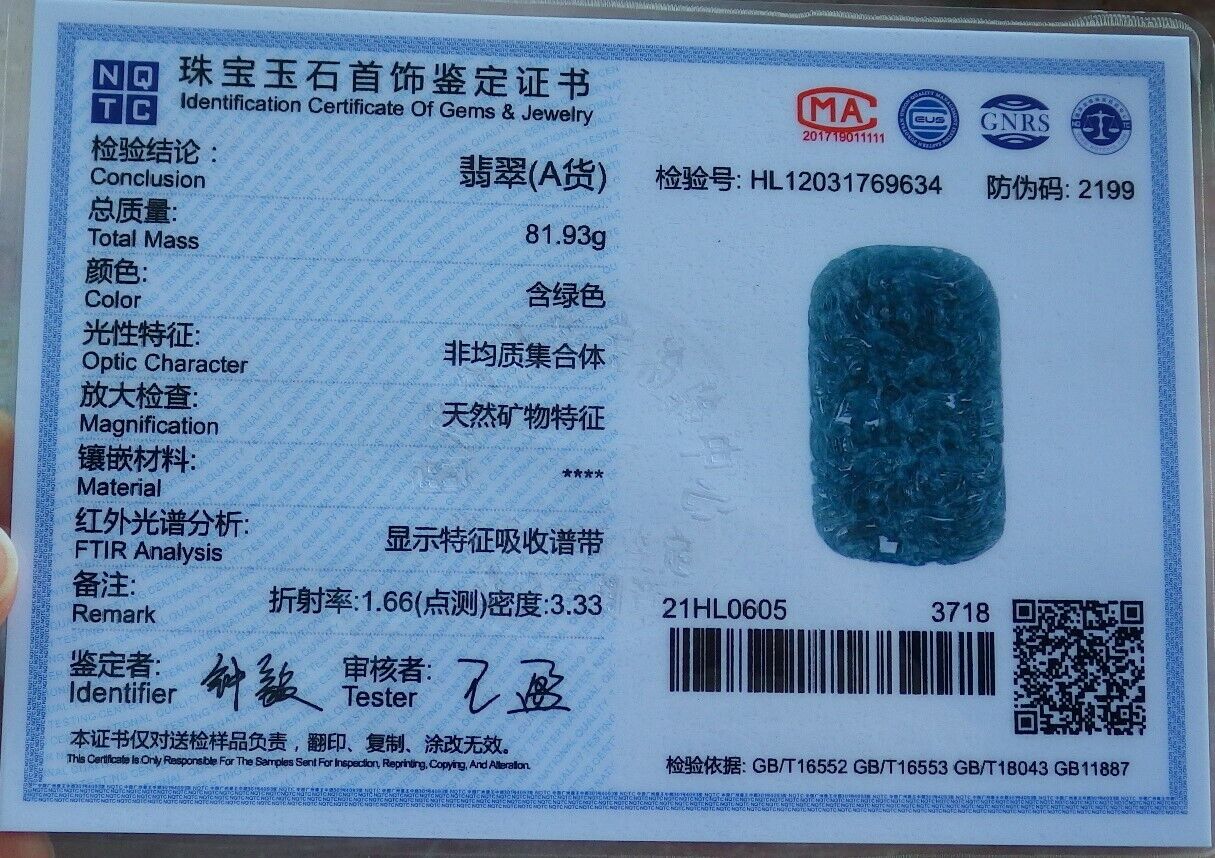 NQ
TC
珠宝玉石首饰鉴定证书
Identification Certificate Of Gems & Jewelry
检验结论：
Conclusion
翡翠(A货)
总质量:
Total Mass
81.93g
颜色:
Color
含绿色
光性特征:
Optic Character
非均质集合体
放大检查:
Magnification
天然矿物特征
镶嵌材料:
Material
****
红外光谱分析:
FTIR Analysis
显示特征吸收谱带
备注:
Remark
折射率:1.66(点测)密度:3.33
鉴定者:
Identifier
审核者:
Tester
本证书仅对送检样品负责，翻印、复制、涂改无效。
This Certificate Is Only Responsible For The Samples Sent For Inspection, Reprinting, Copying, And Alteration.
MA
201719011111
EUS
GNRS
检验号: HL12031769634
防伪码: 2199
21HL0605
3718
检验依据: GB/T16552 GB/T16553 GB/T18043 GB11887